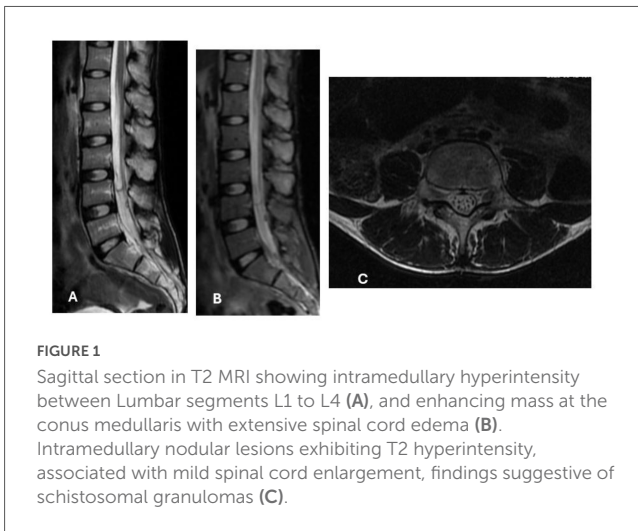 A
B
C
FIGURE 1
Sagittal section in T2 MRI showing intramedullary hyperintensity
between Lumbar segments L1 to L4 (A), and enhancing mass at the
conus medullaris with extensive spinal cord edema (B).
Intramedullary nodular lesions exhibiting T2 hyperintensity,
associated with mild spinal cord enlargement, findings suggestive of
schistosomal granulomas (C).